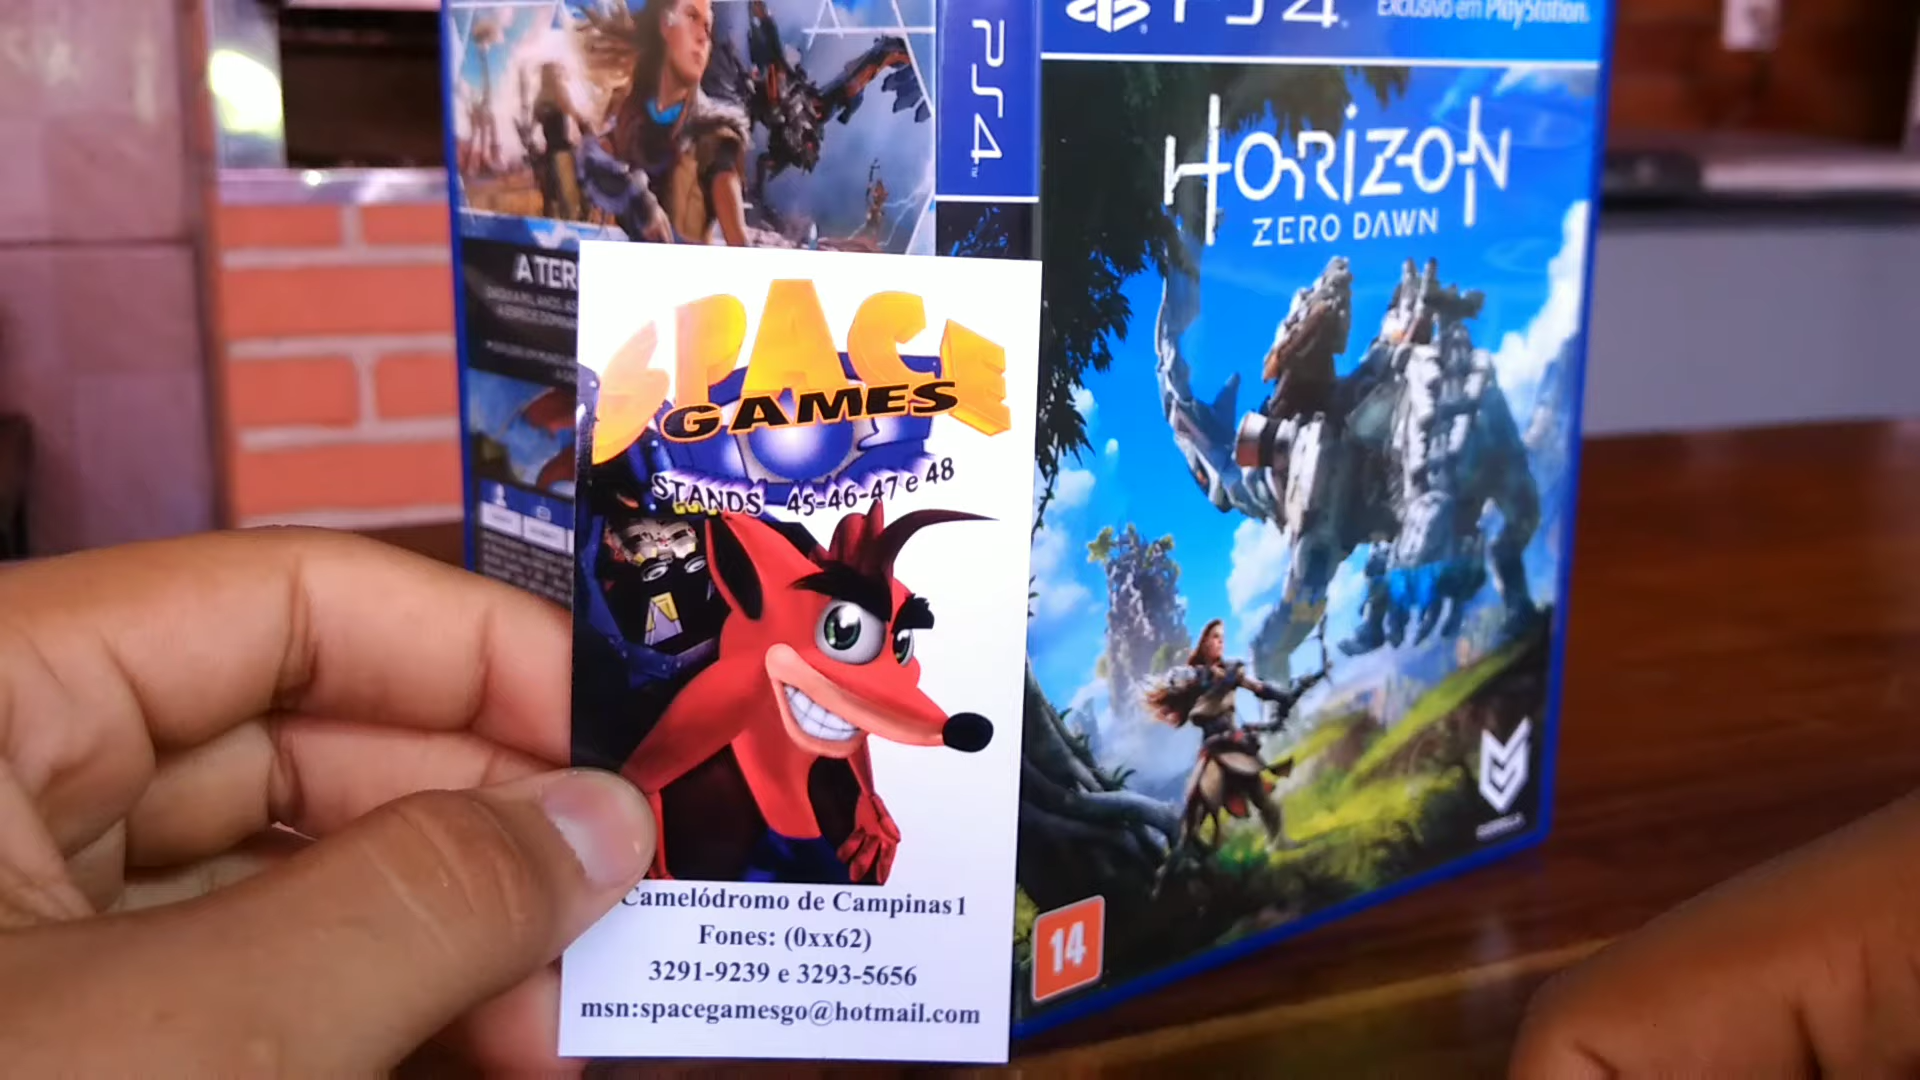 PS4
PS4
Exclusivo em PlayStation.
HORIZON
ZERO DAWN
A TER
SPACE
GAMES
STANDS 45-46-47 e 48
Camelódromo de Campinas 1
Fones: (0xx62)
3291-9239 e 3293-5656
msn:spacegamesgo@hotmail.com
14